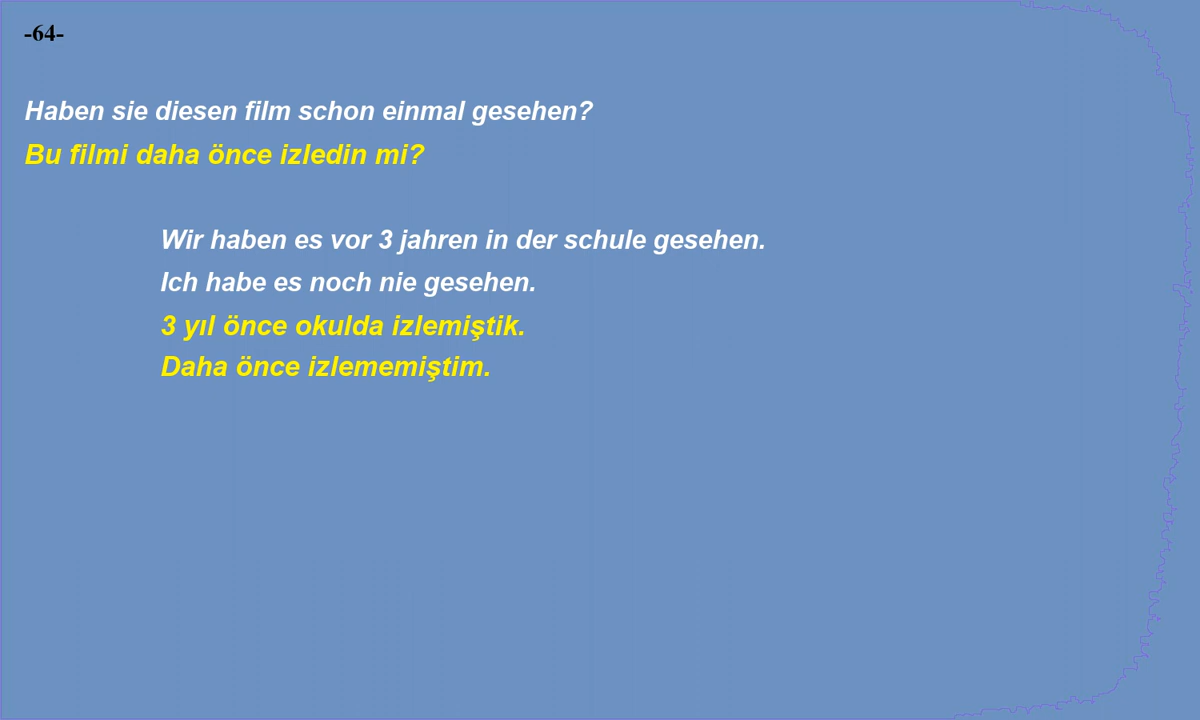 -64-
Haben sie diesen film schon einmal gesehen?
Bu filmi daha önce izledin mi?
Wir haben es vor 3 jahren in der schule gesehen.
Ich habe es noch nie gesehen.
3 yıl önce okulda izlemiştik.
Daha önce izlememiştim.